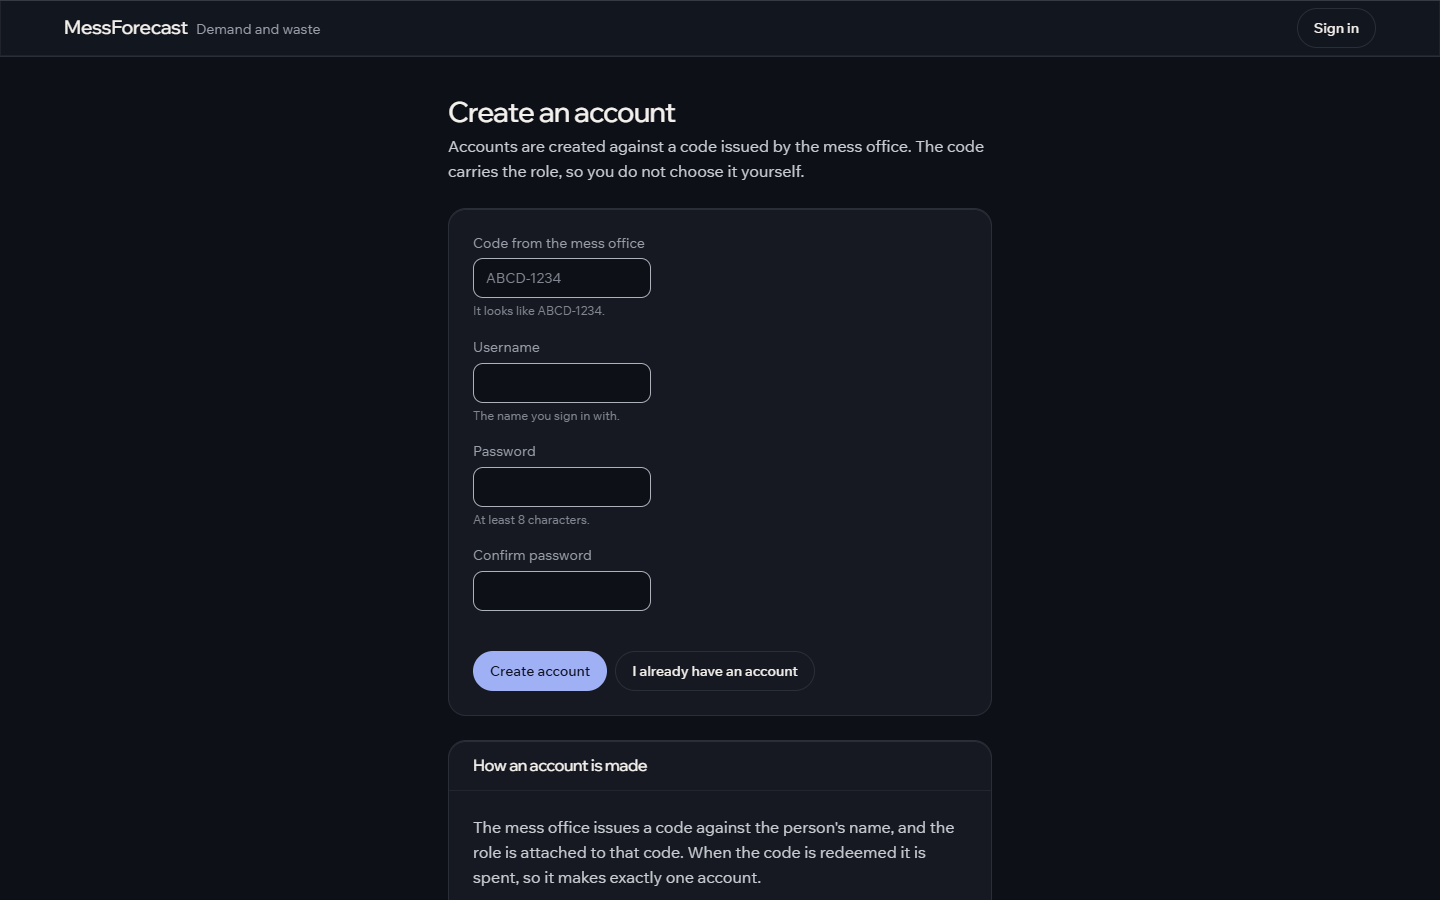 MessForecast Demand and waste
Sign in
Create an account
Accounts are created against a code issued by the mess office. The code
carries the role, so you do not choose it yourself.
Code from the mess office
ABCD-1234
It looks like ABCD-1234.
Username
The name you sign in with.
Password
At least 8 characters.
Confirm password
Create account
I already have an account
How an account is made
The mess office issues a code against the person's name, and the
role is attached to that code. When the code is redeemed it is
spent, so it makes exactly one account.